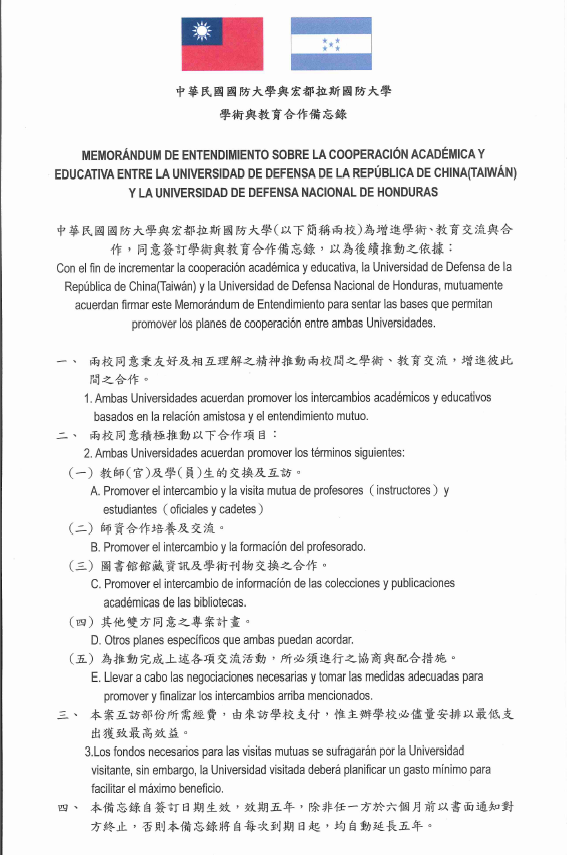 中華民國國防大學與宏都拉斯國防大學
學術與教育合作備忘錄
MEMORÁNDUM DE ENTENDIMIENTO SOBRE LA COOPERACIÓN ACADÉMICA Y
EDUCATIVA ENTRE LA UNIVERSIDAD DE DEFENSA DE LA REPÚBLICA DE CHINA(TAIWÁN)
Y LA UNIVERSIDAD DE DEFENSA NACIONAL DE HONDURAS
中華民國國防大學與宏都拉斯國防大學(以下簡稱兩校)為增進學術、教育交流與合
作，同意簽訂學術與教育合作備忘錄，以為後續推動之依據：
Con el fin de incrementar la cooperación académica y educativa, la Universidad de Defensa de la
República de China(Taiwán) y la Universidad de Defensa Nacional de Honduras, mutuamente
acuerdan firmar este Memorándum de Entendimiento para sentar las bases que permitan
promover los planes de cooperación entre ambas Universidades.
一、 兩校同意秉友好及相互理解之精神推動兩校間之學術、教育交流，增進彼此
間之合作。
1. Ambas Universidades acuerdan promover los intercambios académicos y educativos
basados en la relación amistosa y el entendimiento mutuo.
二、 兩校同意積極推動以下合作項目：
2. Ambas Universidades acuerdan promover los términos siguientes:
(一) 教師(官)及學(員)生的交換及互訪。
A. Promover el intercambio y la visita mutua de profesores （instructores） y
estudiantes （oficiales y cadetes）
(二) 師資合作培養及交流。
B. Promover el intercambio y la formación del profesorado.
(三) 圖書館館藏資訊及學術刊物交換之合作。
C. Promover el intercambio de información de las colecciones y publicaciones
académicas de las bibliotecas.
(四) 其他雙方同意之專案計畫。
D. Otros planes específicos que ambas puedan acordar.
(五) 為推動完成上述各項交流活動，所必須進行之協商與配合措施。
E. Llevar a cabo las negociaciones necesarias y tomar las medidas adecuadas para
promover y finalizar los intercambios arriba mencionados.
三、 本案互訪部份所需經費，由來訪學校支付，惟主辦學校必儘量安排以最低支
出獲致最高效益。
3.Los fondos necesarios para las visitas mutuas se sufragarán por la Universidad
visitante, sin embargo, la Universidad visitada deberá planificar un gasto mínimo para
facilitar el máximo beneficio.
四、 本備忘錄自簽訂日期生效，效期五年，除非任一方於六個月前以書面通知對
方終止，否則本備忘錄將自每次到期日起，均自動延長五年。